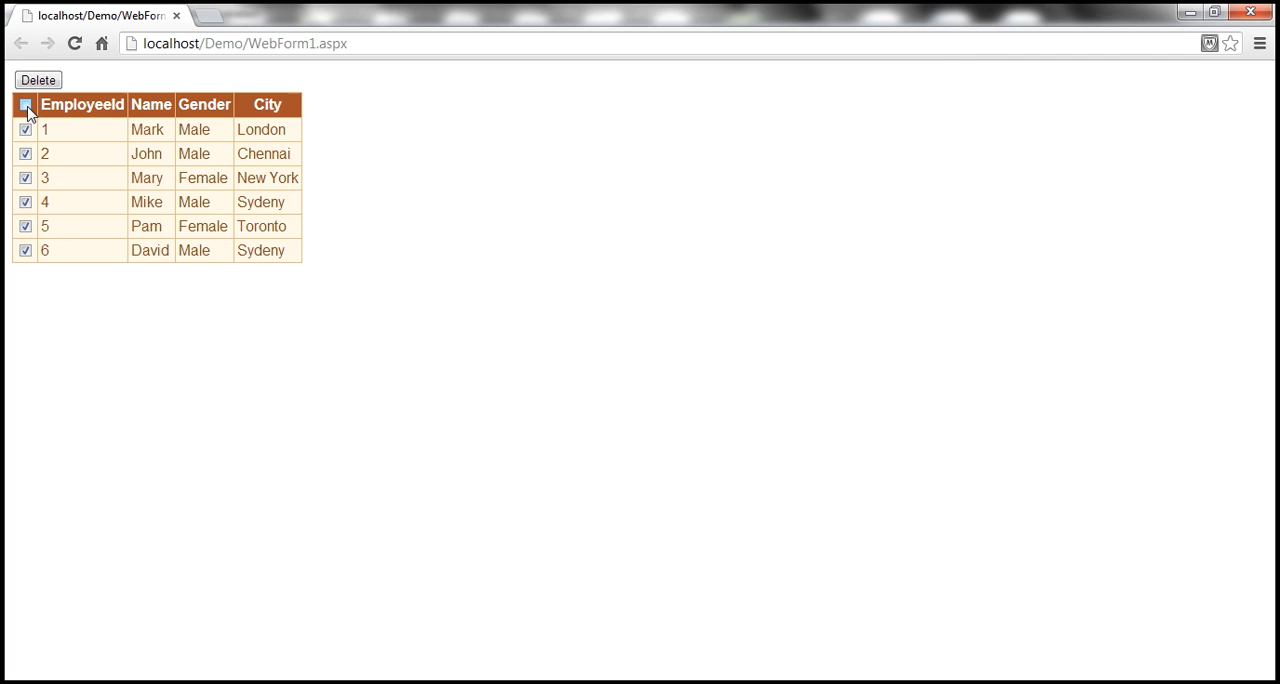 localhost/Demo/WebForm
localhost/Demo/WebForm1.aspx
Delete
EmployeeId Name Gender City
1 Mark Male London
2 John Male Chennai
3 Mary Female New York
4 Mike Male Sydeny
5 Pam Female Toronto
6 David Male Sydeny